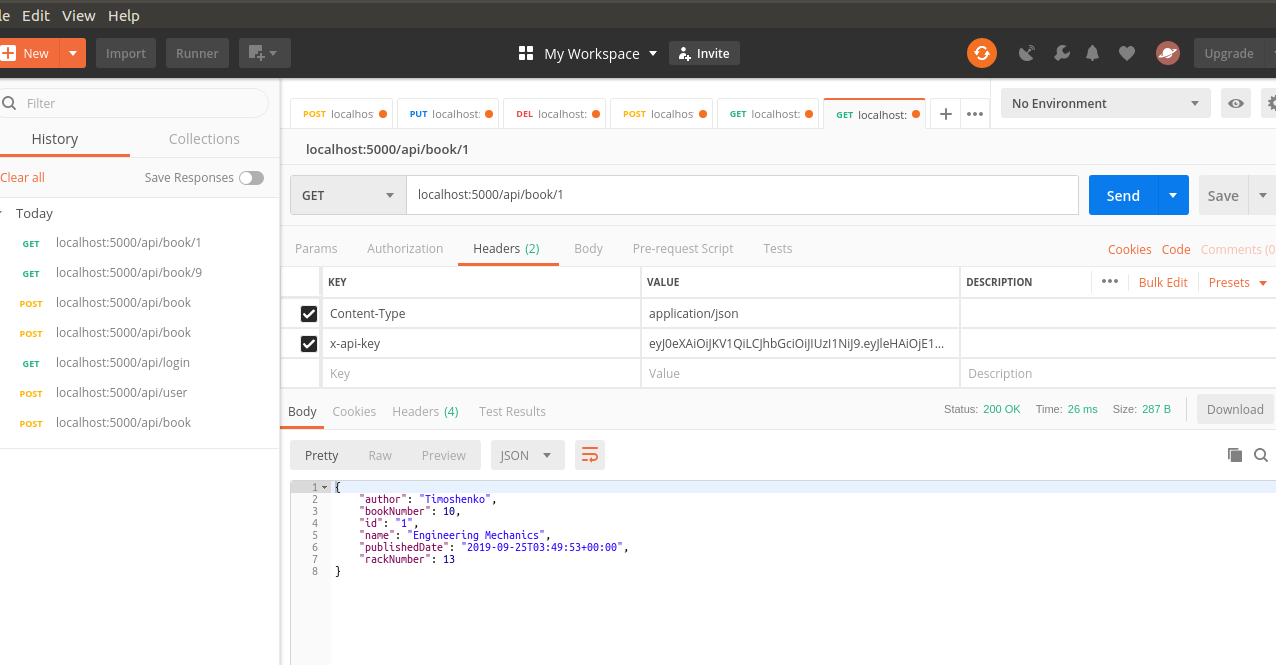 le Edit View Help
New Import Runner My Workspace Invite Upgrade
Filter
History Collections
Clear all Save Responses
Today
GET localhost:5000/api/book/1
GET localhost:5000/api/book/9
POST localhost:5000/api/book
POST localhost:5000/api/book
GET localhost:5000/api/login
POST localhost:5000/api/user
POST localhost:5000/api/book
POST localhos PUT localhost: DEL localhost: POST localhos GET localhost: GET localhost: + ••• No Environment
localhost:5000/api/book/1
GET localhost:5000/api/book/1 Send Save
Params Authorization Headers (2) Body Pre-request Script Tests Cookies Code Comments (0
KEY VALUE DESCRIPTION ••• Bulk Edit Presets
Content-Type application/json
x-api-key eyJ0eXAiOiJKV1QiLCJhbGciOiJIUzI1NiJ9.eyJleHAiOjE1...
Key Value Description
Body Cookies Headers (4) Test Results Status: 200 OK Time: 26 ms Size: 287 B Download
Pretty Raw Preview JSON
1 {
2 "author": "Timoshenko",
3 "bookNumber": 10,
4 "id": "1",
5 "name": "Engineering Mechanics",
6 "publishedDate": "2019-09-25T03:49:53+00:00",
7 "rackNumber": 13
8 }